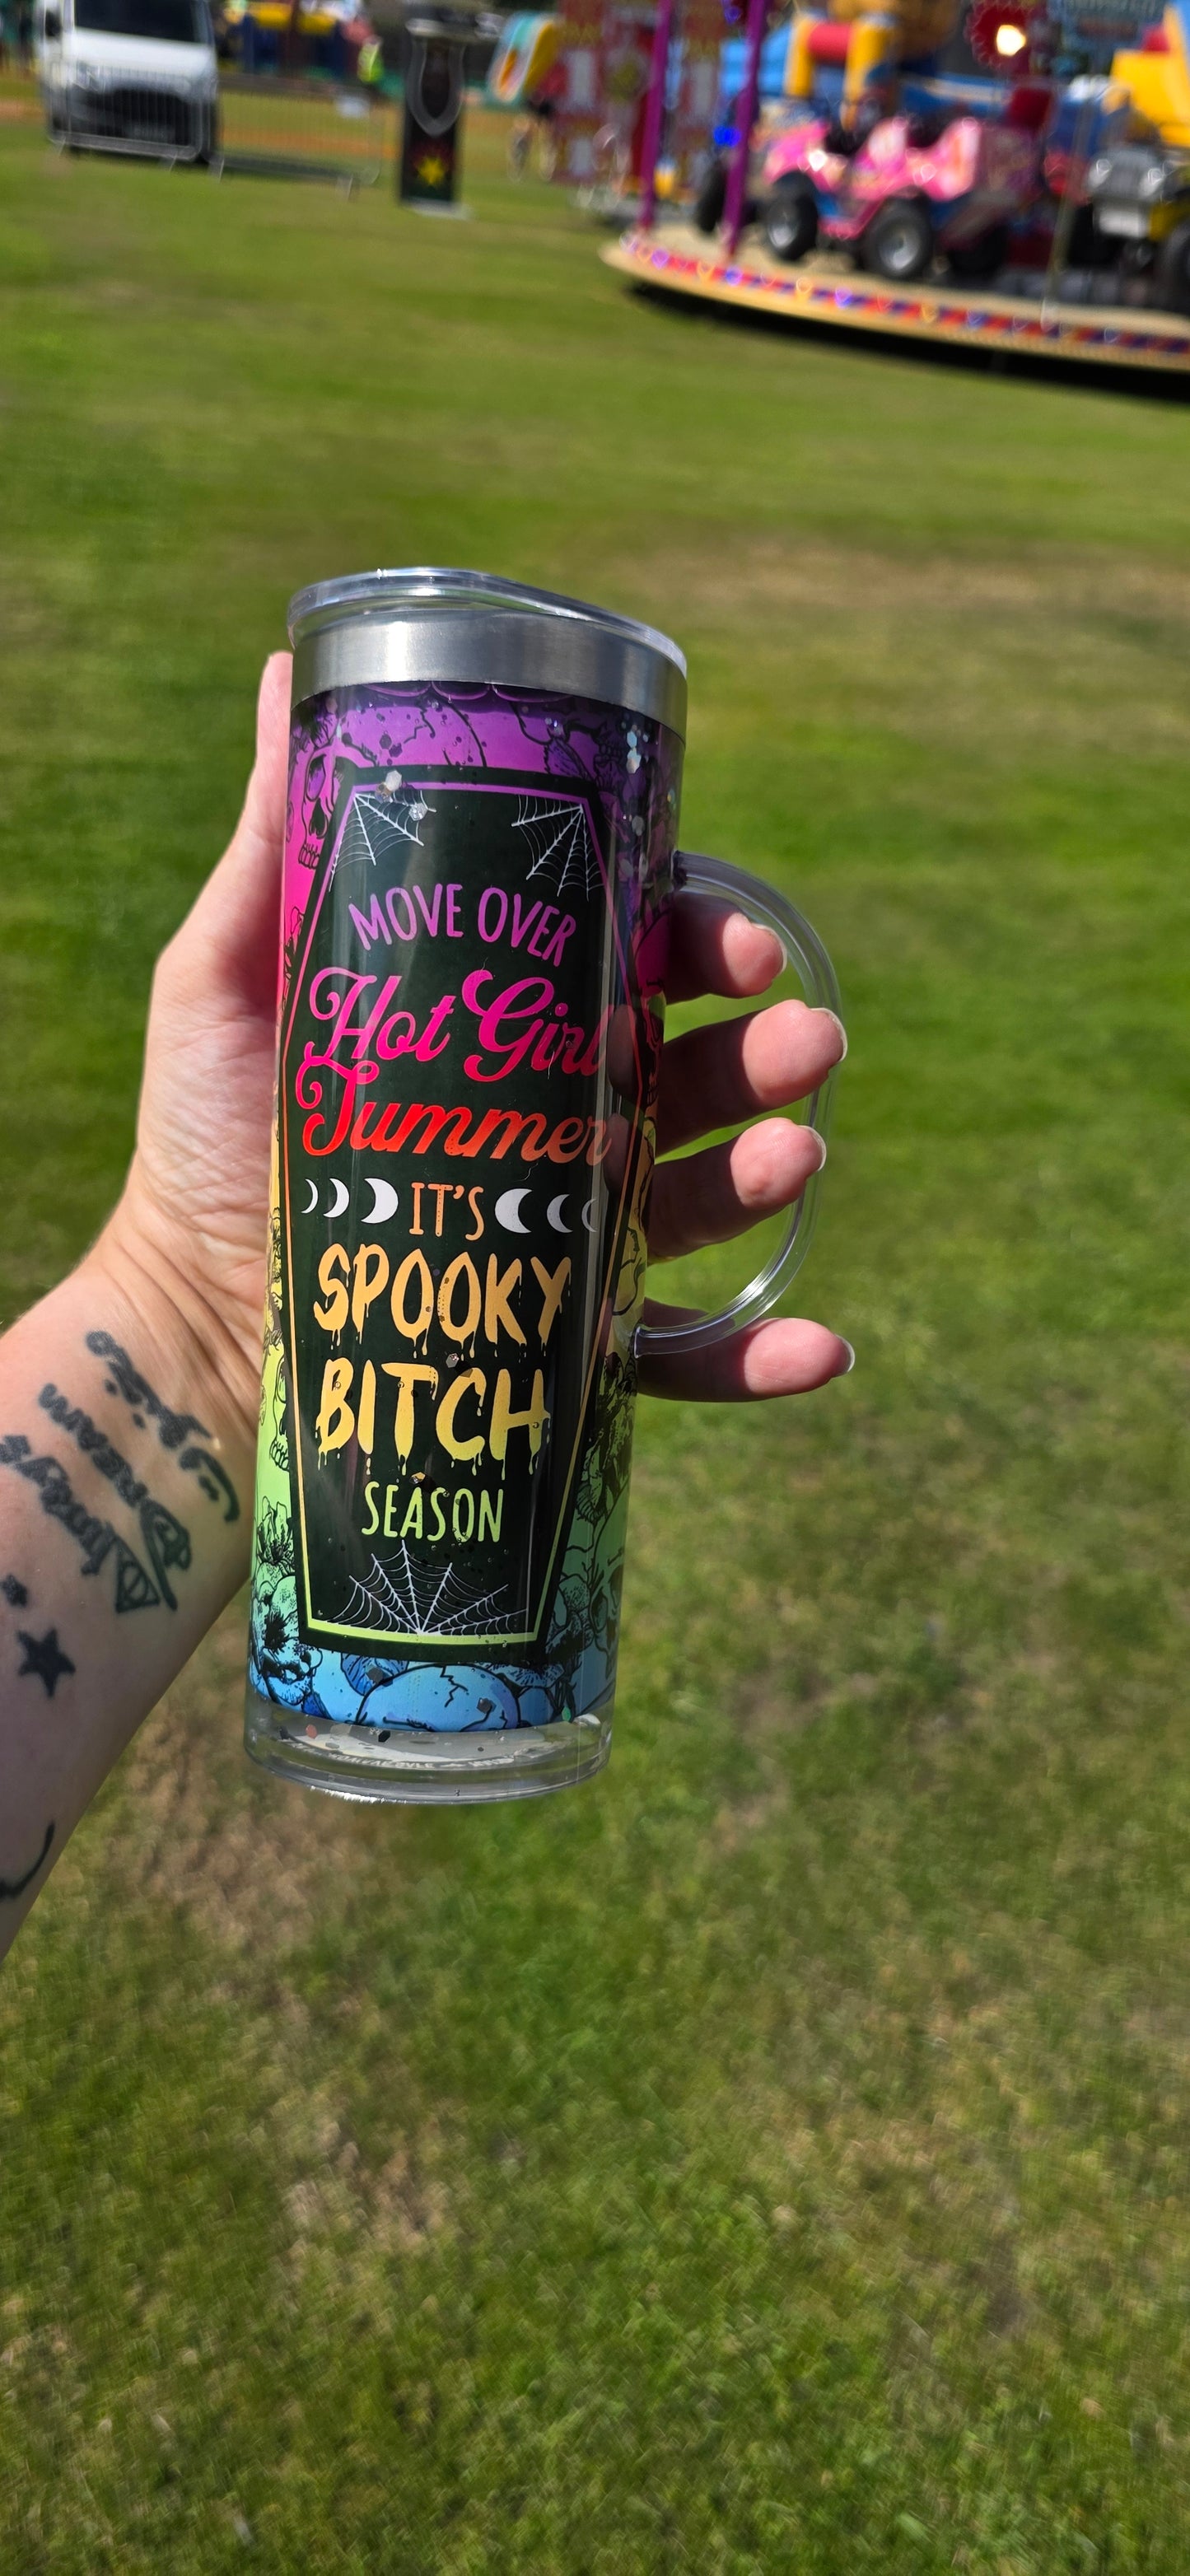 MOVE OVER
Hot Girl
Summer
IT'S
SPOOKY
BITCH
SEASON